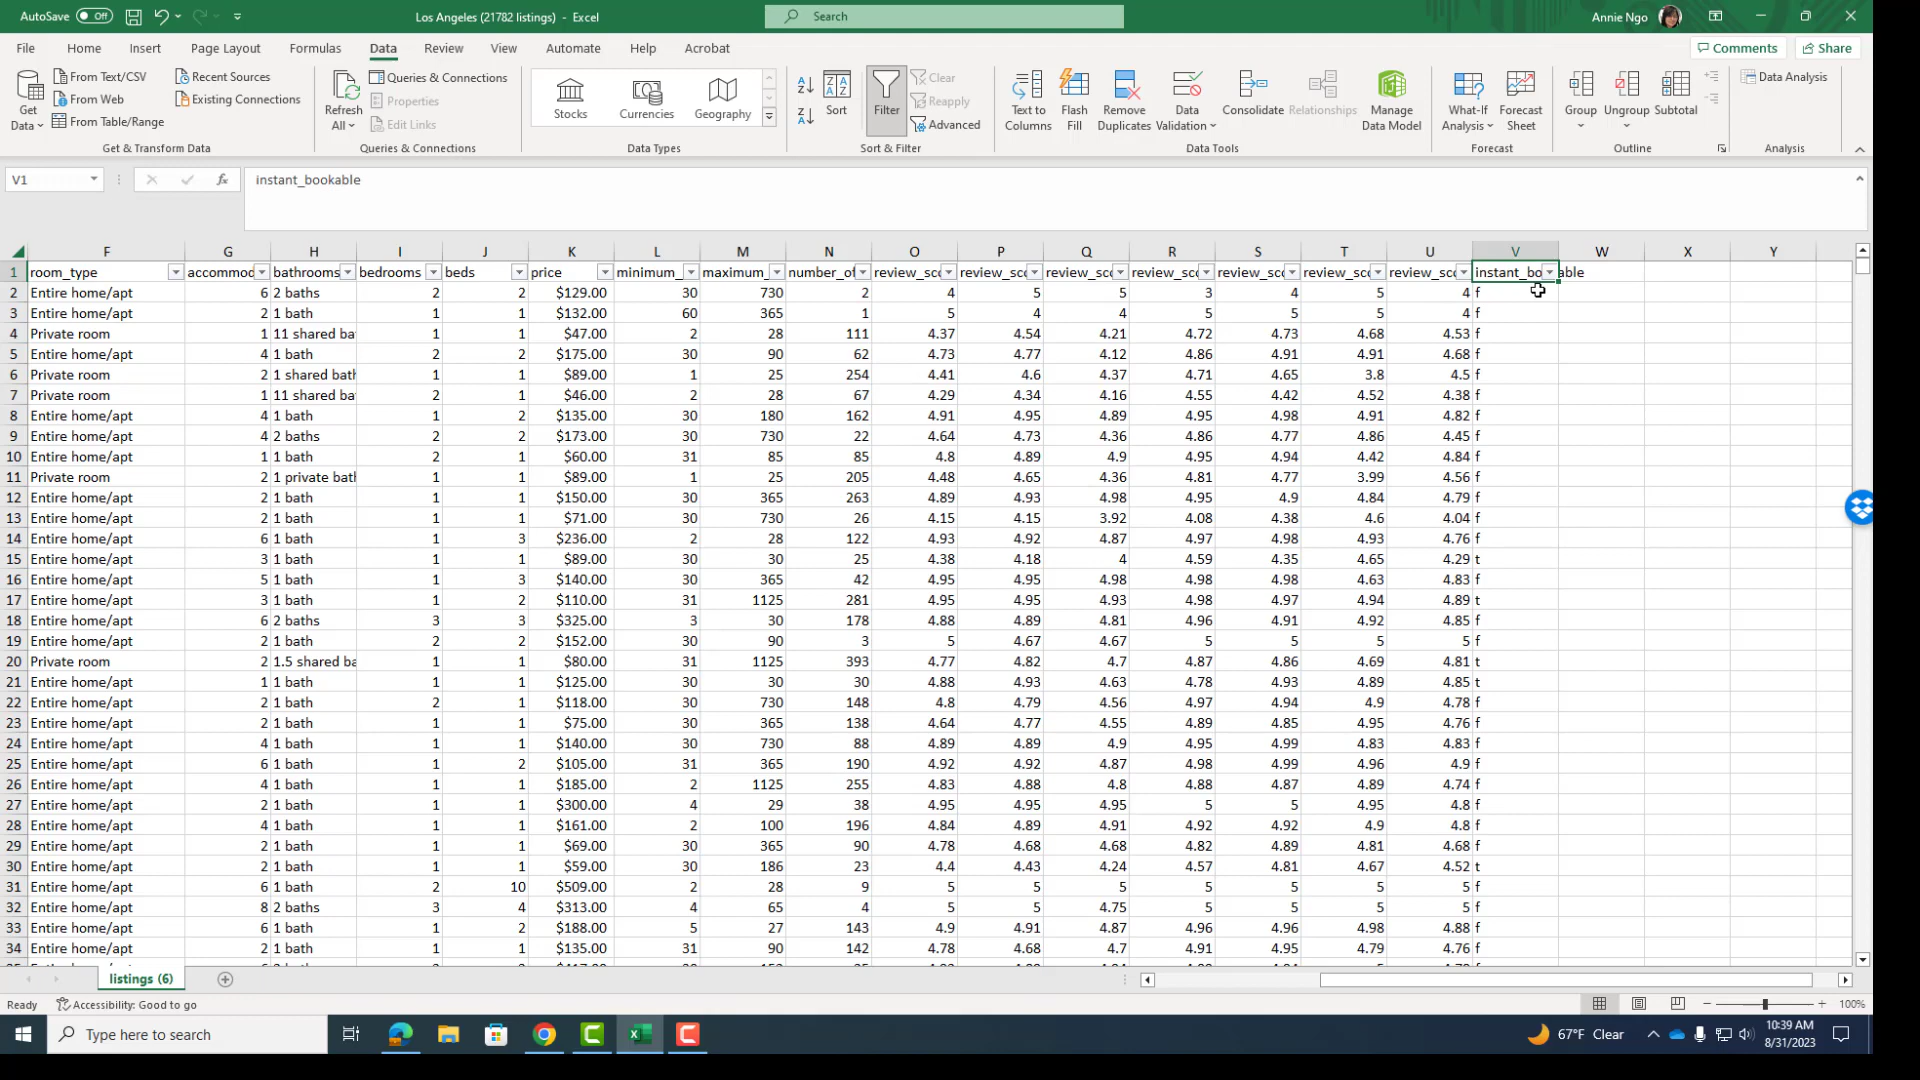 AutoSave Off Los Angeles (21782 listings) - Excel Search Annie Ngo
File Home Insert Page Layout Formulas Data Review View Automate Help Acrobat Comments Share
Get Data From Text/CSV From Web From Table/Range Recent Sources Existing Connections Refresh All Queries & Connections Properties Edit Links Stocks Currencies Geography Sort Filter Clear Reapply Advanced Text to Columns Flash Fill Remove Duplicates Data Validation Consolidate Relationships Manage Data Model What-If Analysis Forecast Sheet Group Ungroup Subtotal Data Analysis
Get & Transform Data Queries & Connections Data Types Sort & Filter Data Tools Forecast Outline Analysis
V1 fx instant_bookable
F G H I J K L M N O P Q R S T U V W X Y
1 room_type accommod bathrooms bedrooms beds price minimum_ maximum_ number_of review_sco review_sco review_sco review_sco review_sco review_sco review_sco instant_bo able
2 Entire home/apt 6 2 baths 2 2 $129.00 30 730 2 4 5 5 3 4 5 4 f
3 Entire home/apt 2 1 bath 1 1 $132.00 60 365 1 5 4 4 5 5 5 4 f
4 Private room 1 11 shared ba 1 1 $47.00 2 28 111 4.37 4.54 4.21 4.72 4.73 4.68 4.53 f
5 Entire home/apt 4 1 bath 2 2 $175.00 30 90 62 4.73 4.77 4.12 4.86 4.91 4.91 4.68 f
6 Private room 2 1 shared bath 1 1 $89.00 1 25 254 4.41 4.6 4.37 4.71 4.65 3.8 4.5 f
7 Private room 1 11 shared ba 2 1 $46.00 2 28 67 4.29 4.34 4.16 4.55 4.42 4.52 4.38 f
8 Entire home/apt 4 1 bath 1 2 $135.00 30 180 162 4.91 4.95 4.89 4.95 4.98 4.91 4.82 f
9 Entire home/apt 4 2 baths 2 2 $173.00 30 730 22 4.64 4.73 4.36 4.86 4.77 4.86 4.45 f
10 Entire home/apt 1 1 bath 2 1 $60.00 31 85 85 4.8 4.89 4.9 4.95 4.94 4.42 4.84 f
11 Private room 2 1 private bath 1 1 $89.00 1 25 205 4.48 4.65 4.36 4.81 4.77 3.99 4.56 f
12 Entire home/apt 2 1 bath 1 1 $150.00 30 365 263 4.89 4.93 4.98 4.95 4.9 4.84 4.79 f
13 Entire home/apt 2 1 bath 1 1 $71.00 30 730 26 4.15 4.15 3.92 4.08 4.38 4.6 4.04 f
14 Entire home/apt 6 1 bath 1 3 $236.00 2 28 122 4.93 4.92 4.87 4.97 4.98 4.93 4.76 f
15 Entire home/apt 3 1 bath 1 1 $89.00 30 30 25 4.38 4.18 4 4.59 4.35 4.65 4.29 t
16 Entire home/apt 5 1 bath 1 3 $140.00 30 365 42 4.95 4.95 4.98 4.98 4.98 4.63 4.83 f
17 Entire home/apt 3 1 bath 1 2 $110.00 31 1125 281 4.95 4.95 4.93 4.98 4.97 4.94 4.89 t
18 Entire home/apt 6 2 baths 3 3 $325.00 3 30 178 4.88 4.89 4.81 4.96 4.91 4.92 4.85 f
19 Entire home/apt 2 1 bath 2 2 $152.00 30 90 3 5 4.67 4.67 5 5 5 5 f
20 Private room 2 1.5 shared ba 1 1 $80.00 31 1125 393 4.77 4.82 4.7 4.87 4.86 4.69 4.81 t
21 Entire home/apt 1 1 bath 1 1 $125.00 30 30 30 4.88 4.93 4.63 4.78 4.93 4.89 4.85 t
22 Entire home/apt 2 1 bath 2 1 $118.00 30 730 148 4.8 4.79 4.56 4.97 4.94 4.9 4.78 f
23 Entire home/apt 2 1 bath 1 1 $75.00 30 365 138 4.64 4.77 4.55 4.89 4.85 4.95 4.76 f
24 Entire home/apt 4 1 bath 1 1 $140.00 30 730 88 4.89 4.89 4.9 4.95 4.99 4.83 4.83 f
25 Entire home/apt 6 1 bath 1 2 $105.00 31 365 190 4.92 4.92 4.87 4.98 4.99 4.96 4.9 f
26 Entire home/apt 4 1 bath 1 1 $185.00 2 1125 255 4.83 4.88 4.8 4.88 4.87 4.89 4.74 f
27 Entire home/apt 2 1 bath 1 1 $300.00 4 29 38 4.95 4.95 4.95 5 5 4.95 4.8 f
28 Entire home/apt 4 1 bath 1 1 $161.00 2 100 196 4.84 4.89 4.91 4.92 4.92 4.9 4.8 f
29 Entire home/apt 2 1 bath 1 1 $69.00 30 365 90 4.78 4.68 4.68 4.82 4.89 4.81 4.68 f
30 Entire home/apt 2 1 bath 1 1 $59.00 30 186 23 4.4 4.43 4.24 4.57 4.81 4.67 4.52 t
31 Entire home/apt 6 1 bath 2 10 $509.00 2 28 9 5 5 5 5 5 5 5 f
32 Entire home/apt 8 2 baths 3 4 $313.00 4 65 4 5 5 4.75 5 5 5 5 f
33 Entire home/apt 6 1 bath 1 2 $188.00 5 27 143 4.9 4.91 4.87 4.96 4.96 4.98 4.88 f
34 Entire home/apt 2 1 bath 1 1 $135.00 31 90 142 4.78 4.68 4.7 4.91 4.95 4.79 4.76 f
listings (6)
Ready Accessibility: Good to go 100%
Type here to search 67°F Clear 10:39 AM
8/31/2023